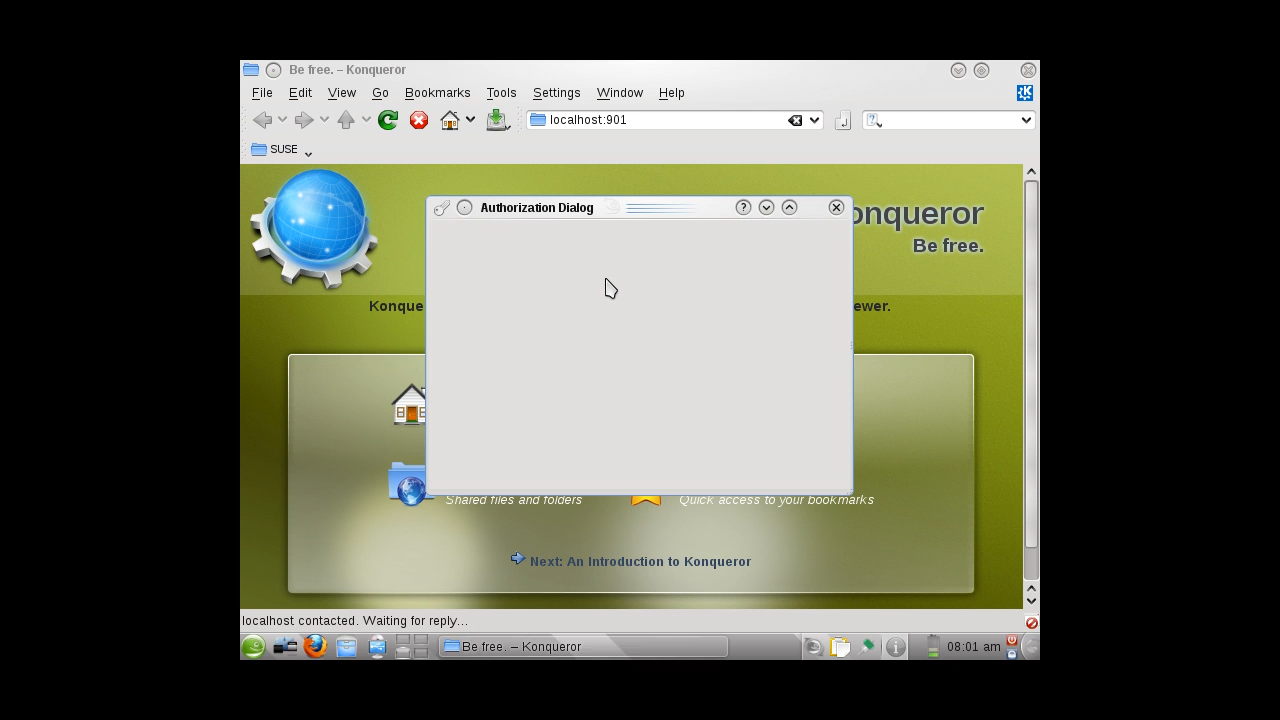 Be free. – Konqueror
File Edit View Go Bookmarks Tools Settings Window Help
localhost:901
SUSE
Authorization Dialog
onqueror
Be free.
Konque
ewer.
Shared files and folders
Quick access to your bookmarks
Next: An Introduction to Konqueror
localhost contacted. Waiting for reply...
Be free. – Konqueror
08:01 am